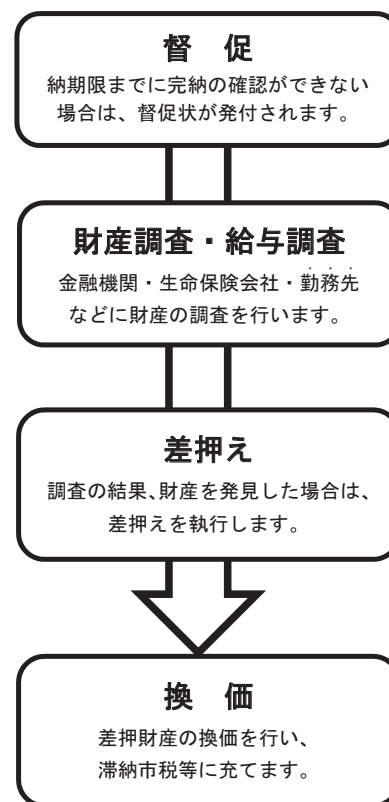 督　促
納期限までに完納の確認ができない
場合は、督促状が発付されます。
財産調査・給与調査
金融機関・生命保険会社・勤務先
などに財産の調査を行います。
差押え
調査の結果、財産を発見した場合は、
差押えを執行します。
換　価
差押財産の換価を行い、
滞納市税等に充てます。